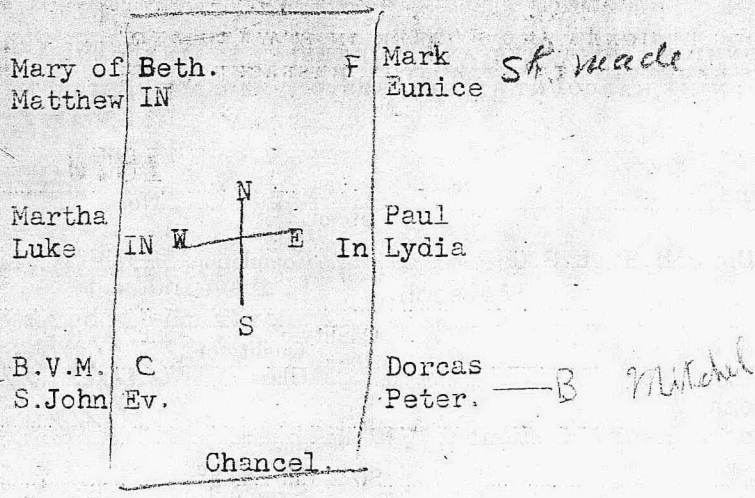 Mary of Beth. F Mark Sk. made
Matthew IN Eunice
N
Martha Paul
Luke IN W E In Lydia
S
B.V.M. C Dorcas
S.John Ev. Peter. B Mitchel
Chancel.